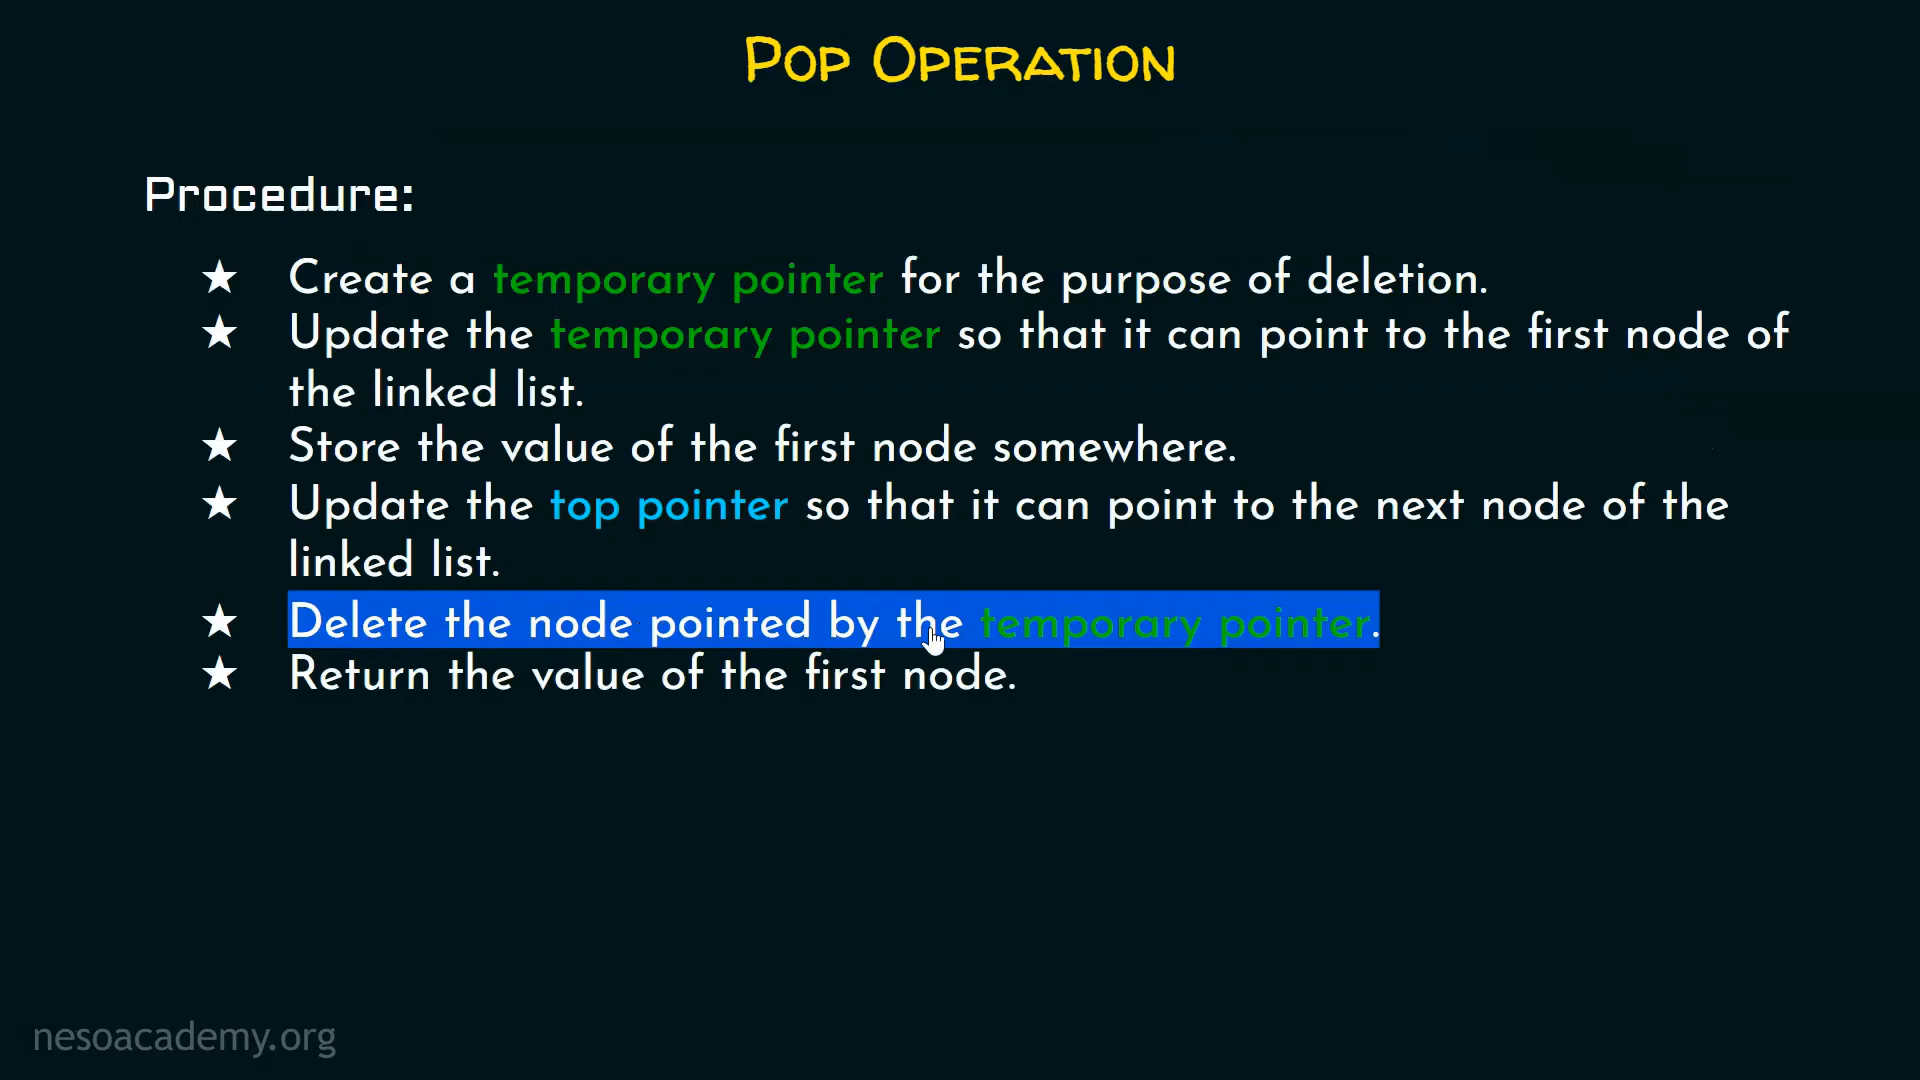 Pop Operation
Procedure:
★ Create a temporary pointer for the purpose of deletion.
★ Update the temporary pointer so that it can point to the first node of
the linked list.
★ Store the value of the first node somewhere.
★ Update the top pointer so that it can point to the next node of the
linked list.
★ Delete the node pointed by the temporary pointer.
★ Return the value of the first node.
nesoacademy.org